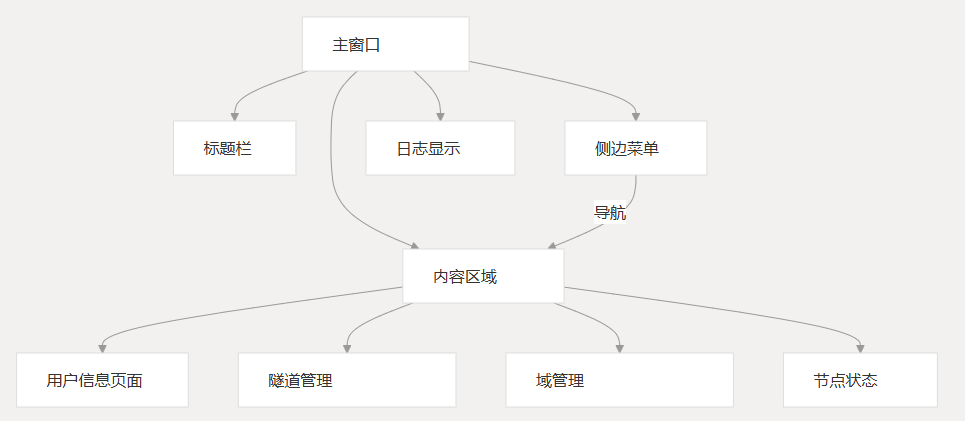 主窗口
标题栏
日志显示
侧边菜单
导航
内容区域
用户信息页面
隧道管理
域管理
节点状态